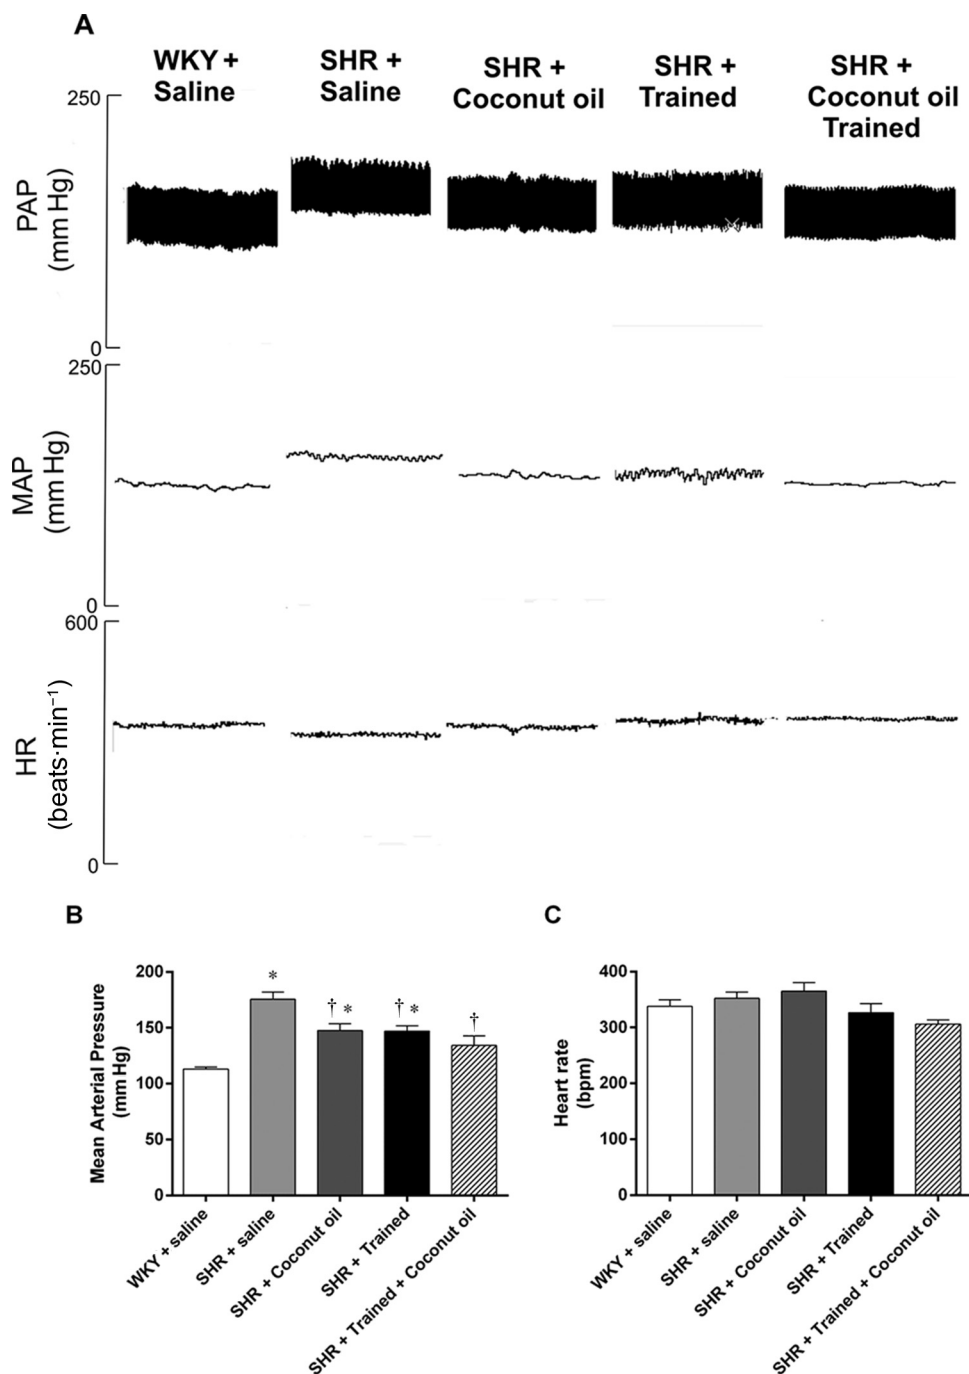 A
WKY +
Saline
SHR +
Saline
SHR +
Coconut oil
SHR +
Trained
SHR +
Coconut oil
Trained
250
PAP
(mm Hg)
0
250
MAP
(mm Hg)
0
600
HR
(beats·min⁻¹)
0
B
Mean Arterial Pressure
(mm Hg)
200
150
100
50
0
*
† *
† *
†
WKY + saline
SHR + saline
SHR + Coconut oil
SHR + Trained
SHR + Trained + Coconut oil
C
Heart rate
(bpm)
400
300
200
100
0
WKY + saline
SHR + saline
SHR + Coconut oil
SHR + Trained
SHR + Trained + Coconut oil